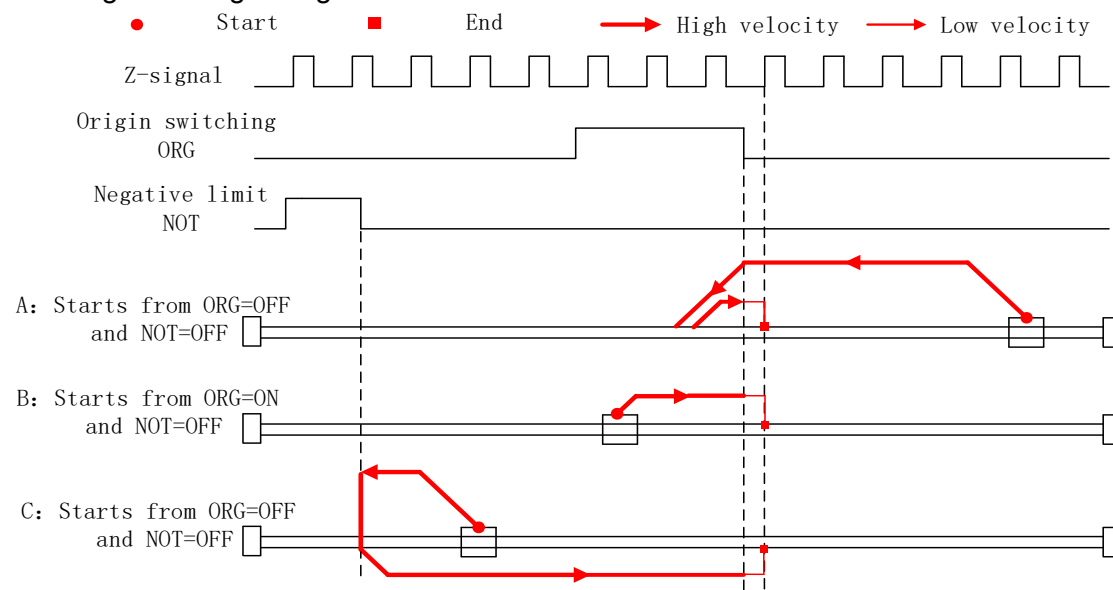 Start End High velocity Low velocity
Z-signal
Origin switching
ORG
Negative limit
NOT
A: Starts from ORG=OFF
and NOT=OFF
B: Starts from ORG=ON
and NOT=OFF
C: Starts from ORG=OFF
and NOT=OFF